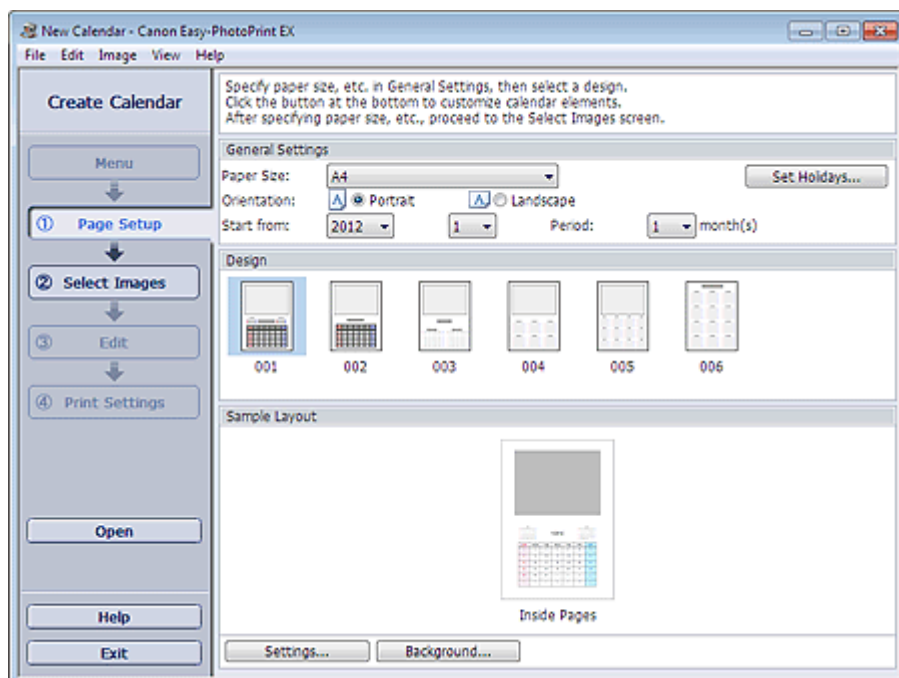 New Calendar - Canon Easy-PhotoPrint EX
File Edit Image View Help
Create Calendar
Menu
① Page Setup
② Select Images
③ Edit
④ Print Settings
Open
Help
Exit
Specify paper size, etc. in General Settings, then select a design.
Click the button at the bottom to customize calendar elements.
After specifying paper size, etc., proceed to the Select Images screen.
General Settings
Paper Size: A4 Set Holidays...
Orientation: A Portrait A Landscape
Start from: 2012 1 Period: 1 month(s)
Design
001 002 003 004 005 006
Sample Layout
Inside Pages
Settings... Background...